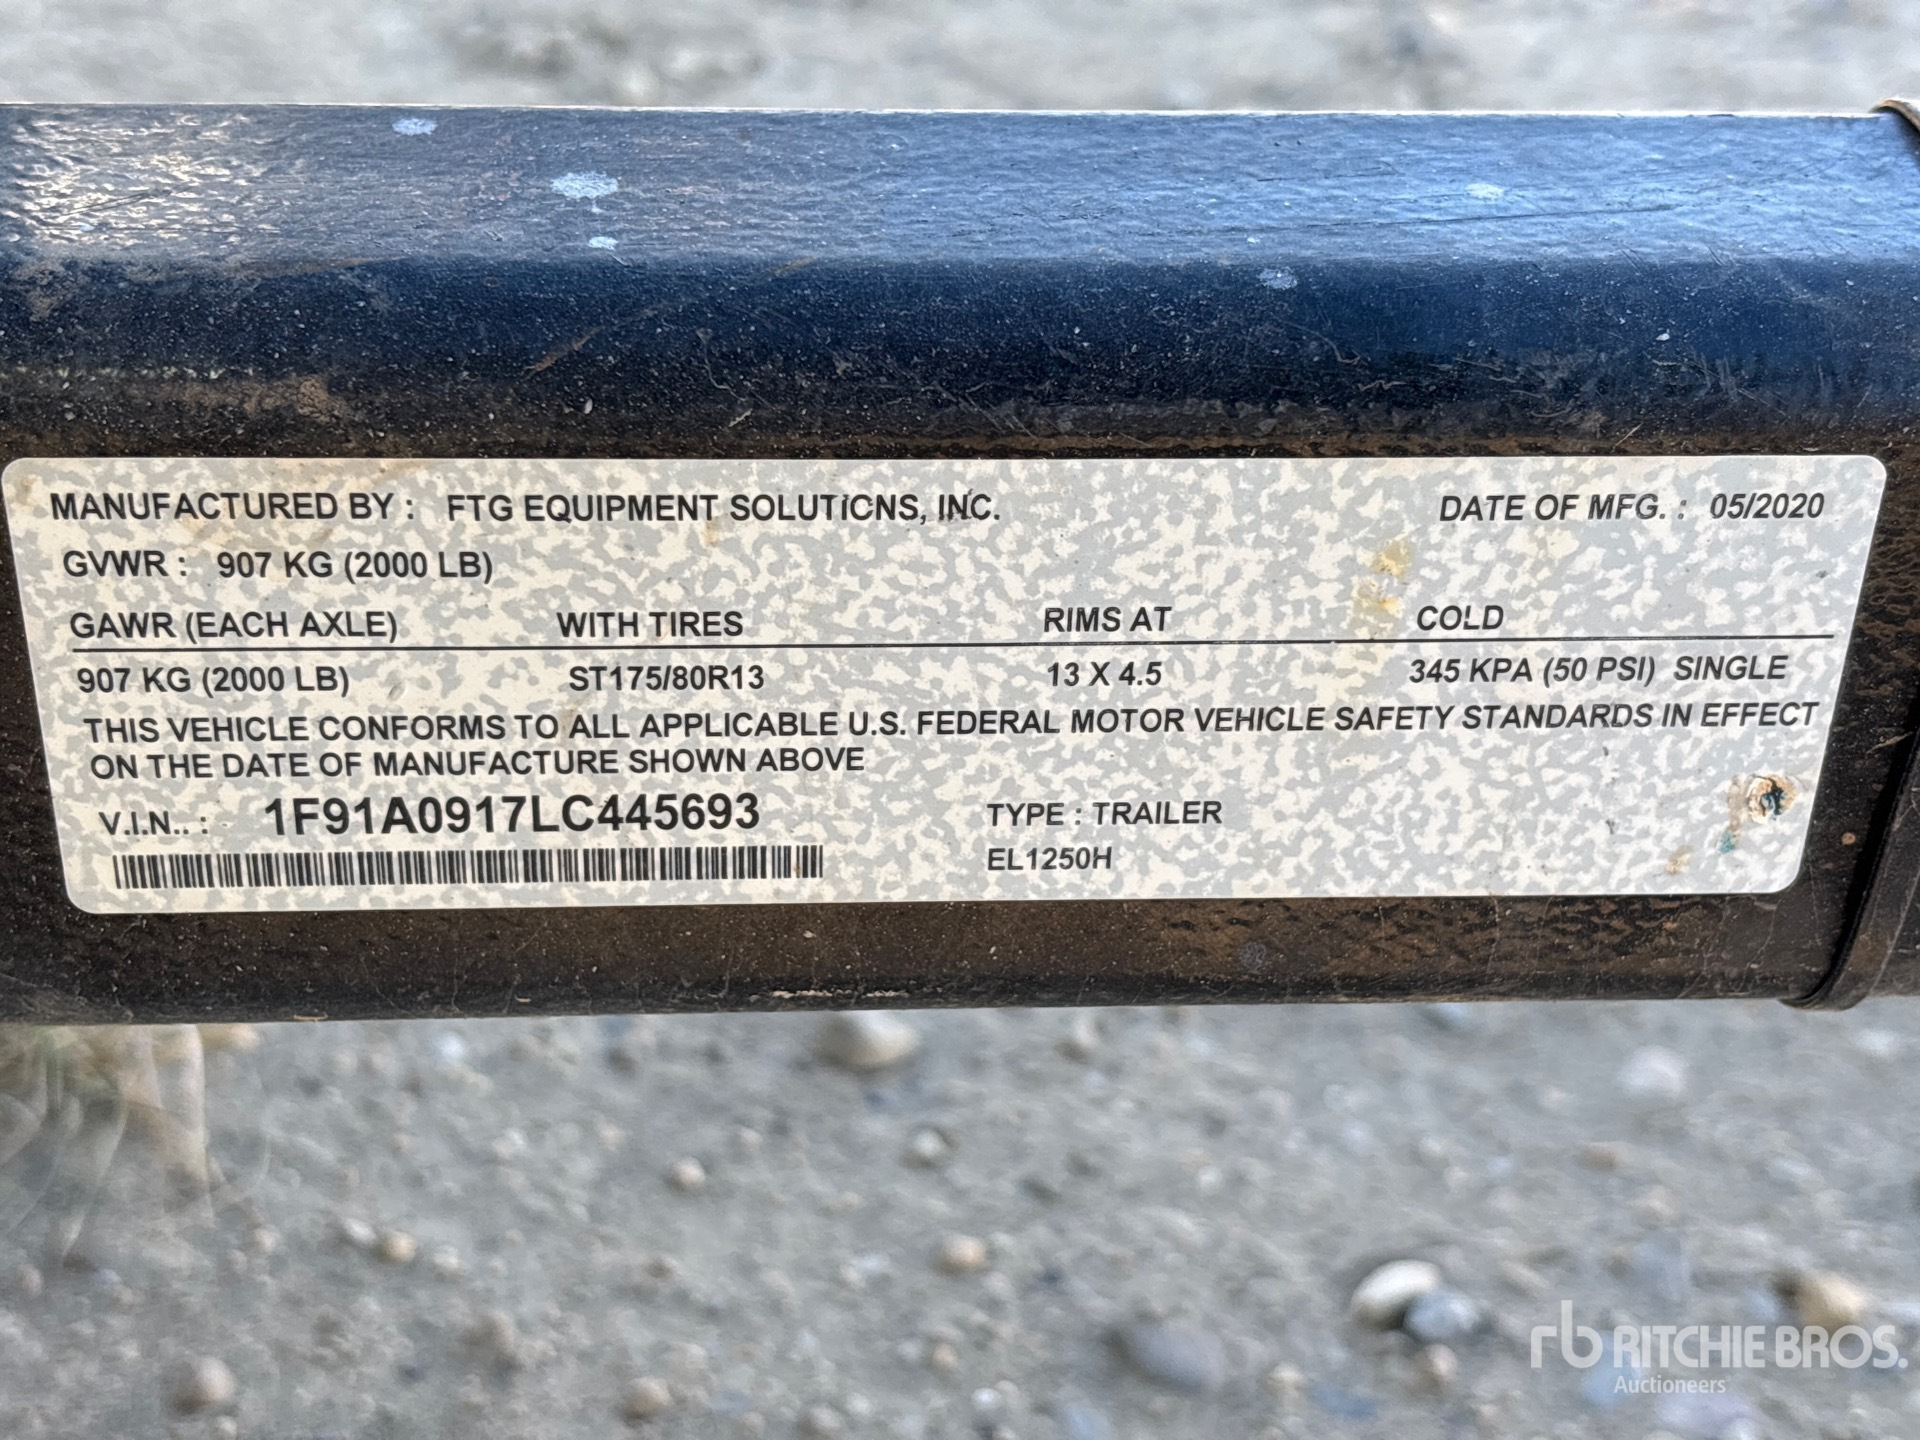 MANUFACTURED BY : FTG EQUIPMENT SOLUTIONS, INC. DATE OF MFG. : 05/2020
GVWR : 907 KG (2000 LB)
GAWR (EACH AXLE) WITH TIRES RIMS AT COLD
907 KG (2000 LB) ST175/80R13 13 X 4.5 345 KPA (50 PSI) SINGLE
THIS VEHICLE CONFORMS TO ALL APPLICABLE U.S. FEDERAL MOTOR VEHICLE SAFETY STANDARDS IN EFFECT
ON THE DATE OF MANUFACTURE SHOWN ABOVE
V.I.N.. : 1F91A0917LC445693 TYPE : TRAILER
EL1250H
rb RITCHIE BROS.
Auctioneers